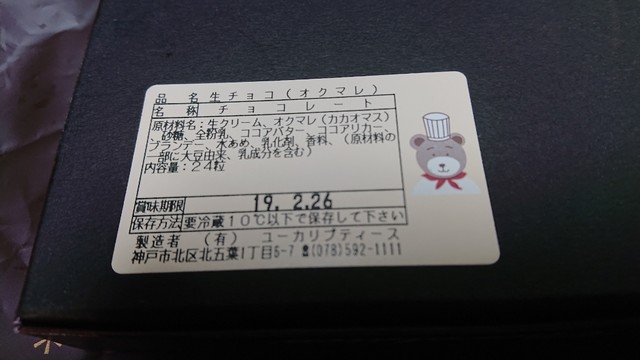 品名 生チョコ(オクマレ)
名称 チョコレート
原材料名:生クリーム、オクマレ(カカオマス)
砂糖、全粉乳、ココアバター、ココアリカー、
ブランデー、水あめ、乳化剤、香料、(原材料の
一部に大豆由来、乳成分を含む)
内容量:24粒
賞味期限 19. 2.26
保存方法 要冷蔵10℃以下で保存して下さい
製造者 (有) ユーカリプティース
神戸市北区北五葉1丁目5-7 ☎(078)592-1111